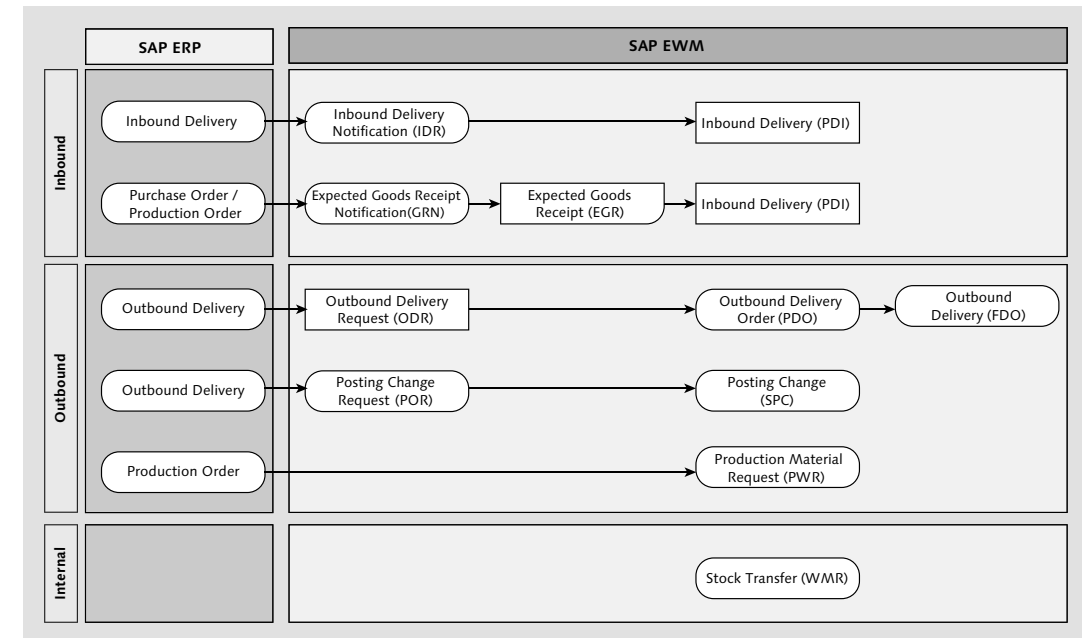 SAP ERP
SAP EWM
Inbound
Inbound Delivery
Inbound Delivery
Notification (IDR)
Inbound Delivery (PDI)
Purchase Order /
Production Order
Expected Goods Receipt
Notification(GRN)
Expected Goods
Receipt (EGR)
Inbound Delivery (PDI)
Outbound
Outbound Delivery
Outbound Delivery
Request (ODR)
Outbound Delivery
Order (PDO)
Outbound
Delivery (FDO)
Outbound Delivery
Posting Change
Request (POR)
Posting Change
(SPC)
Production Order
Production Material
Request (PWR)
Internal
Stock Transfer (WMR)